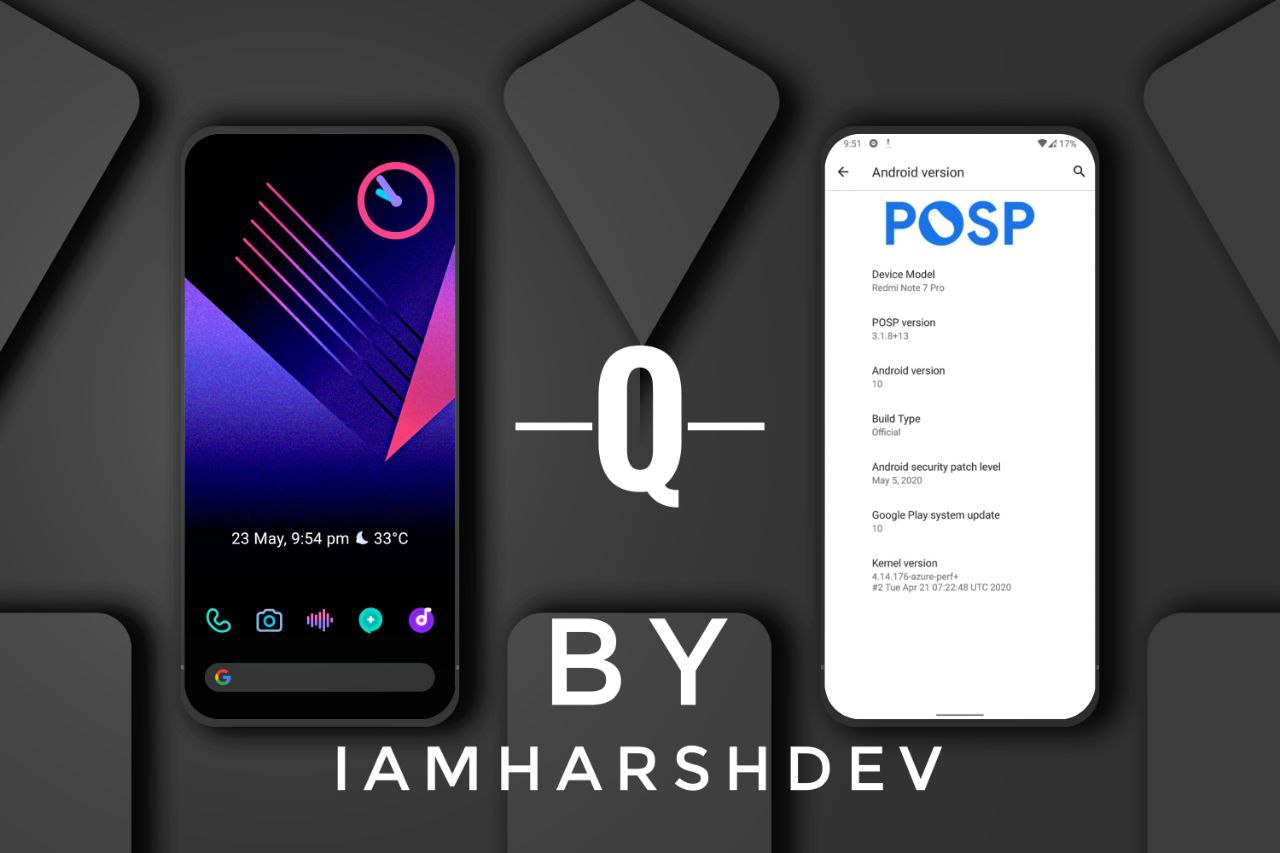 23 May, 9:54 pm 33°C
Q
BY
IAMHARSHDEV
9:51 17%
Android version
POSP
Device Model
Redmi Note 7 Pro
POSP version
3.1.8+13
Android version
10
Build Type
Official
Android security patch level
May 5, 2020
Google Play system update
10
Kernel version
4.14.176-azure-perf+
#2 Tue Apr 21 07:22:48 UTC 2020